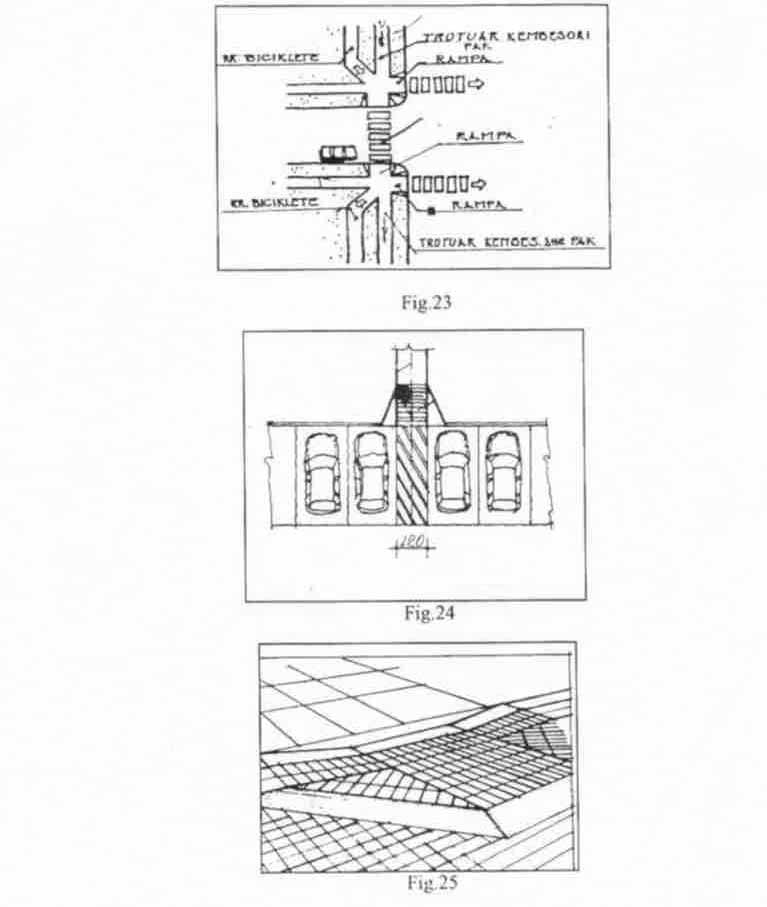 TROTUAR KEMBESORI
PAK
RR. BICIKLETE
RAMPA
RAMPA
RR. BICIKLETE
RAMPA
TROTUAR KEMBES. DHE PAK
Fig.23
120
Fig.24
Fig.25